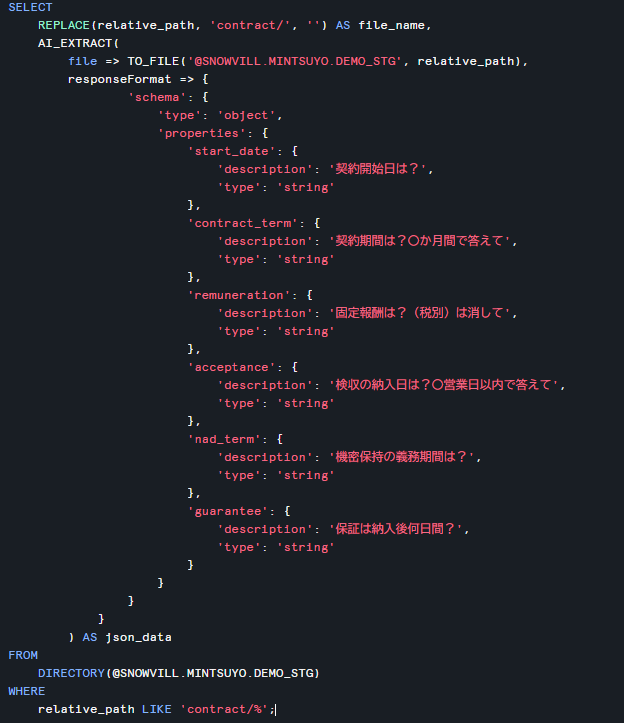 SELECT
    REPLACE(relative_path, 'contract/', '') AS file_name,
    AI_EXTRACT(
        file => TO_FILE('@SNOWVILL.MINTSUYO.DEMO_STG', relative_path),
        responseFormat => {
                'schema': {
                    'type': 'object',
                    'properties': {
                        'start_date': {
                            'description': '契約開始日は？',
                            'type': 'string'
                        },
                        'contract_term': {
                            'description': '契約期間は？〇か月間で答えて',
                            'type': 'string'
                        },
                        'remuneration': {
                            'description': '固定報酬は？（税別）は消して',
                            'type': 'string'
                        },
                        'acceptance': {
                            'description': '検収の納入日は？〇営業日以内で答えて',
                            'type': 'string'
                        },
                        'nad_term': {
                            'description': '機密保持の義務期間は？',
                            'type': 'string'
                        },
                        'guarantee': {
                            'description': '保証は納入後何日間？',
                            'type': 'string'
                        }
                    }
                }
            }
        ) AS json_data
FROM
    DIRECTORY(@SNOWVILL.MINTSUYO.DEMO_STG)
WHERE
    relative_path LIKE 'contract/%';